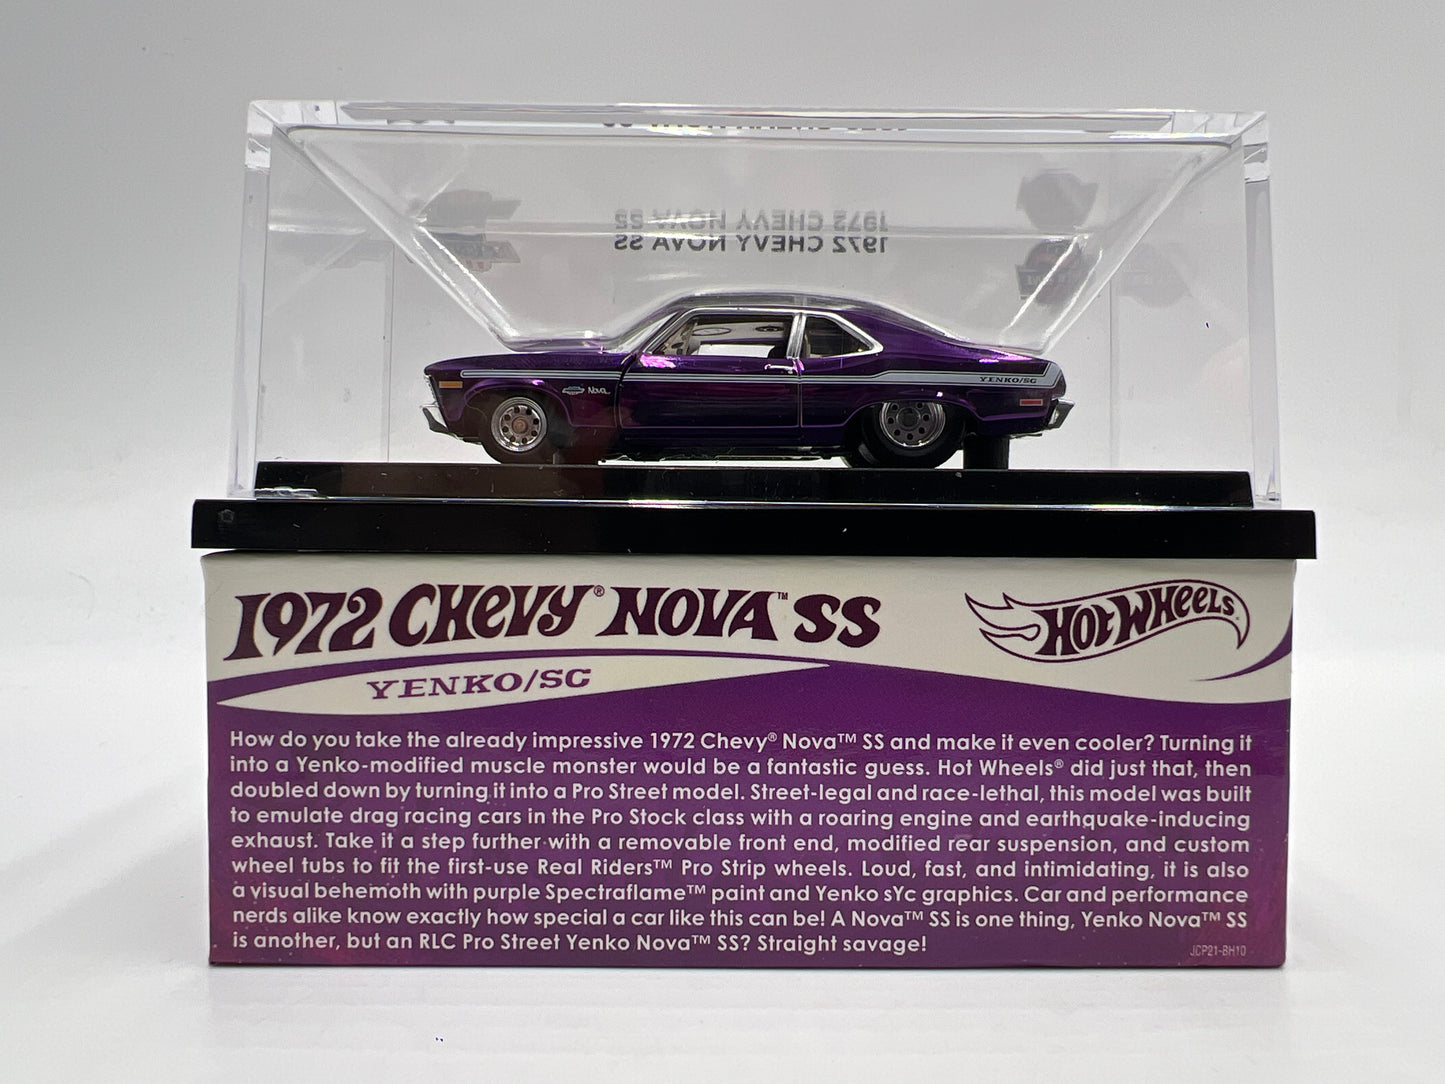 1972 CHEVY NOVA SS
1972 CHEVY NOVA SS
Nova
YENKO/SC
1972 CHEVY® NOVA™ SS
HOT WHEELS
YENKO/SC
How do you take the already impressive 1972 Chevy® Nova™ SS and make it even cooler? Turning it
into a Yenko-modified muscle monster would be a fantastic guess. Hot Wheels® did just that, then
doubled down by turning it into a Pro Street model. Street-legal and race-lethal, this model was built
to emulate drag racing cars in the Pro Stock class with a roaring engine and earthquake-inducing
exhaust. Take it a step further with a removable front end, modified rear suspension, and custom
wheel tubs to fit the first-use Real Riders™ Pro Strip wheels. Loud, fast, and intimidating, it is also
a visual behemoth with purple Spectraflame™ paint and Yenko sYc graphics. Car and performance
nerds alike know exactly how special a car like this can be! A Nova™ SS is one thing, Yenko Nova™ SS
is another, but an RLC Pro Street Yenko Nova™ SS? Straight savage!
JCP21-BH10